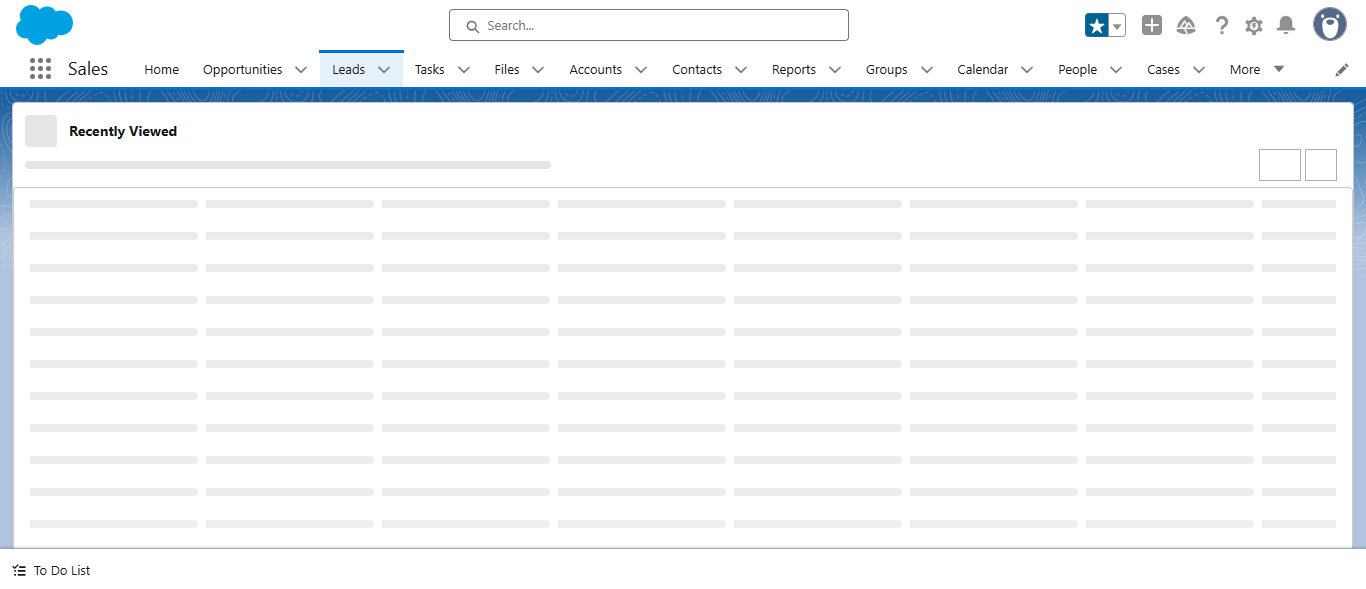 Search...
Sales
Home
Opportunities
Leads
Tasks
Files
Accounts
Contacts
Reports
Groups
Calendar
People
Cases
More
Recently Viewed
To Do List